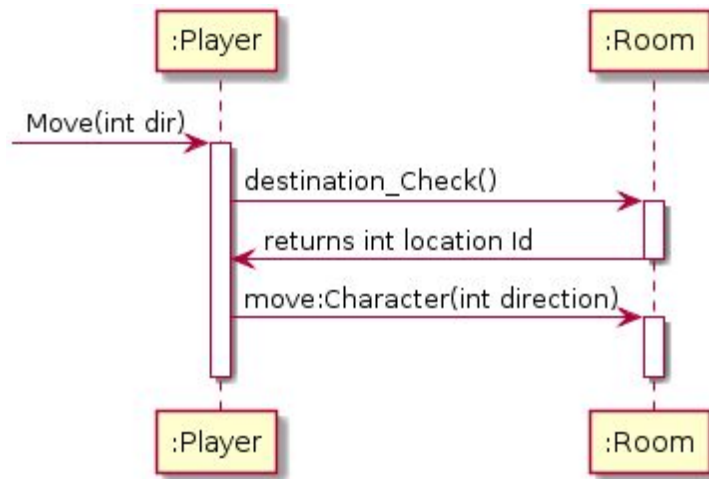 :Player
:Room
Move(int dir)
destination_Check()
returns int location Id
move:Character(int direction)
:Player
:Room